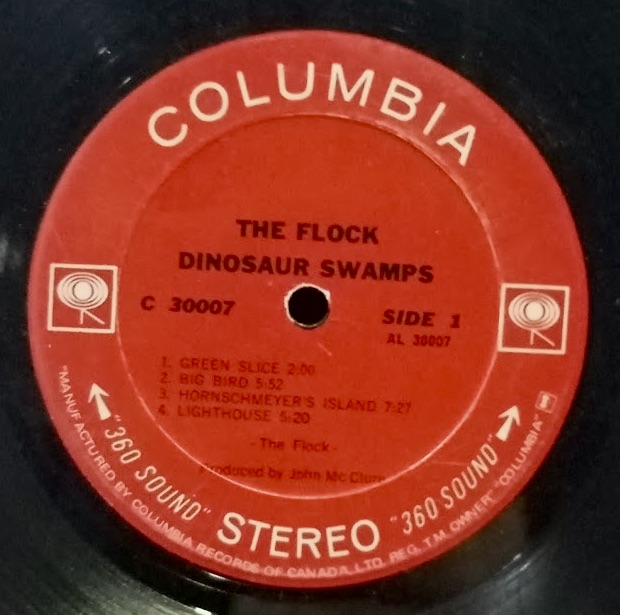 COLUMBIA
THE FLOCK
DINOSAUR SWAMPS
C 30007
SIDE 1
AL 30007
1. GREEN SLICE 2:00
2. BIG BIRD 5:52
3. HORNSCHMEYER'S ISLAND 7:27
4. LIGHTHOUSE 5:20
- The Flock -
Produced by John Mc Clure
"360 SOUND" STEREO "360 SOUND"
"MANUFACTURED BY COLUMBIA RECORDS OF CANADA, LTD. REG. T.M. OWNER" "COLUMBIA"